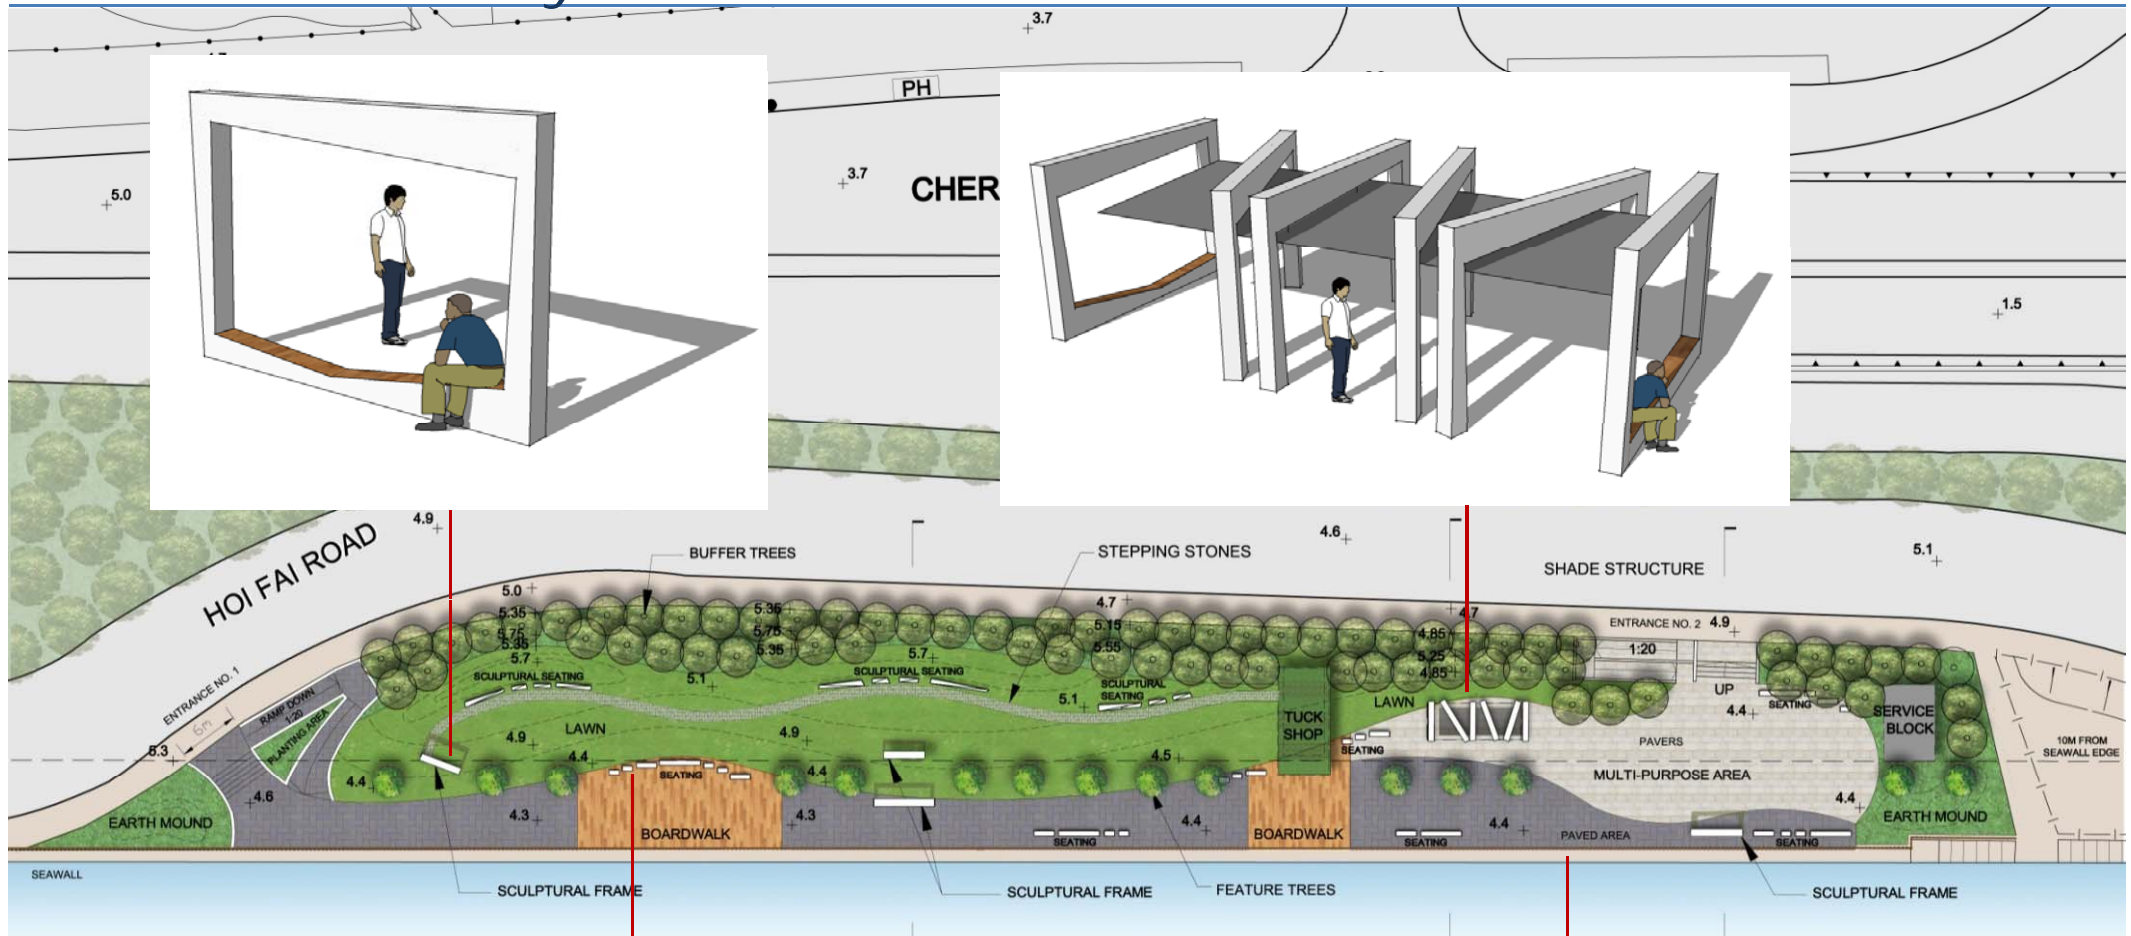 3.7
PH
5.0
3.7
CHER
1.5
4.9
HOI FAI ROAD
BUFFER TREES
STEPPING STONES
4.6
SHADE STRUCTURE
5.1
5.0
5.35
5.75
5.35
5.7
5.35
5.75
5.35
5.7
4.7
5.15
5.55
4.7
4.85
5.25
4.85
ENTRANCE NO. 2
4.9
1:20
UP
ENTRANCE NO. 1
6m
RAMP DOWN
1:20
PLANTING AREA
SCULPTURAL SEATING
5.1
SCULPTURAL SEATING
SCULPTURAL
SEATING
5.1
LAWN
4.9
4.9
4.5
4.4
4.4
4.4
TUCK
SHOP
LAWN
SEATING
SEATING
4.4
SERVICE
BLOCK
PAVERS
MULTI-PURPOSE AREA
10M FROM
SEAWALL EDGE
5.3
4.6
SEATING
EARTH MOUND
4.3
BOARDWALK
4.3
SEATING
4.4
BOARDWALK
SEATING
4.4
PAVED AREA
4.4
SEATING
EARTH MOUND
SEAWALL
SCULPTURAL FRAME
SCULPTURAL FRAME
FEATURE TREES
SCULPTURAL FRAME